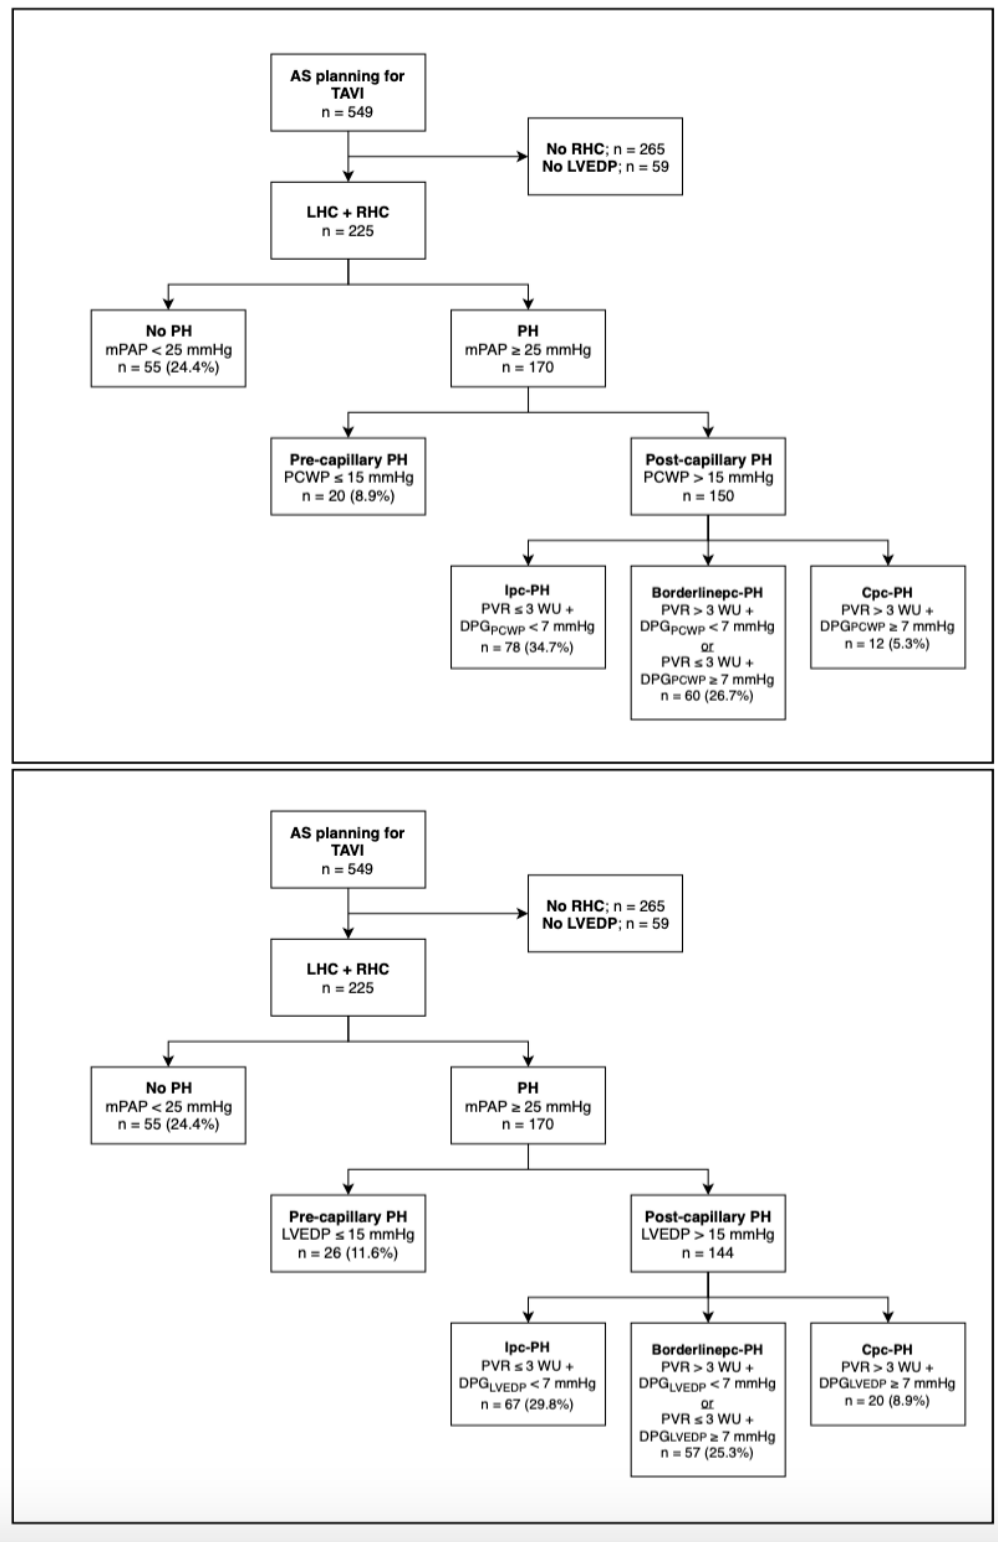 AS planning for
TAVI
n = 549
No RHC; n = 265
No LVEDP; n = 59
LHC + RHC
n = 225
No PH
mPAP < 25 mmHg
n = 55 (24.4%)
PH
mPAP ≥ 25 mmHg
n = 170
Pre-capillary PH
PCWP ≤ 15 mmHg
n = 20 (8.9%)
Post-capillary PH
PCWP > 15 mmHg
n = 150
Ipc-PH
PVR ≤ 3 WU +
DPGPCWP < 7 mmHg
n = 78 (34.7%)
Borderlinepc-PH
PVR > 3 WU +
DPGPCWP < 7 mmHg
or
PVR ≤ 3 WU +
DPGPCWP ≥ 7 mmHg
n = 60 (26.7%)
Cpc-PH
PVR > 3 WU +
DPGPCWP ≥ 7 mmHg
n = 12 (5.3%)
AS planning for
TAVI
n = 549
No RHC; n = 265
No LVEDP; n = 59
LHC + RHC
n = 225
No PH
mPAP < 25 mmHg
n = 55 (24.4%)
PH
mPAP ≥ 25 mmHg
n = 170
Pre-capillary PH
LVEDP ≤ 15 mmHg
n = 26 (11.6%)
Post-capillary PH
LVEDP > 15 mmHg
n = 144
Ipc-PH
PVR ≤ 3 WU +
DPGLVEDP < 7 mmHg
n = 67 (29.8%)
Borderlinepc-PH
PVR > 3 WU +
DPGLVEDP < 7 mmHg
or
PVR ≤ 3 WU +
DPGLVEDP ≥ 7 mmHg
n = 57 (25.3%)
Cpc-PH
PVR > 3 WU +
DPGLVEDP ≥ 7 mmHg
n = 20 (8.9%)